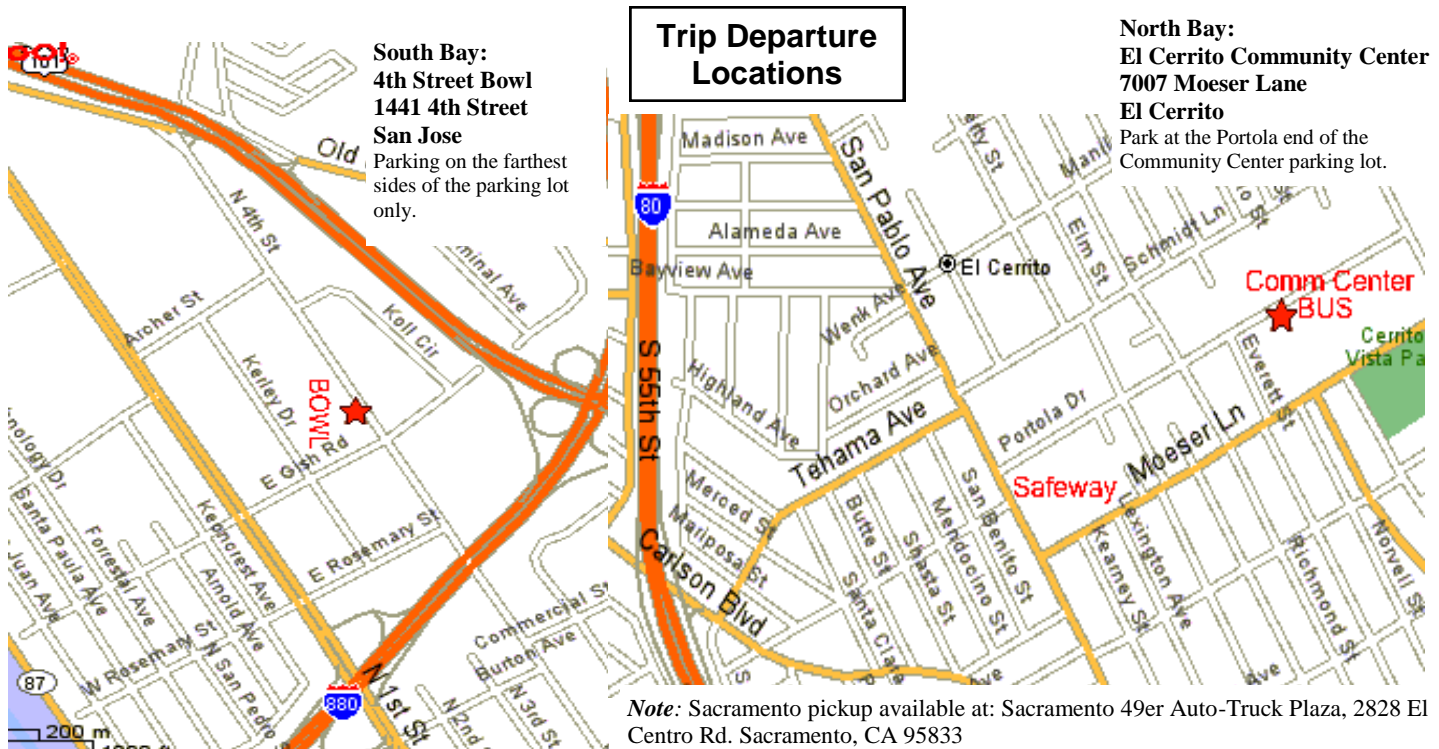 Trip Departure
Locations
South Bay:
4th Street Bowl
1441 4th Street
San Jose
Parking on the farthest
sides of the parking lot
only.
North Bay:
El Cerrito Community Center
7007 Moeser Lane
El Cerrito
Park at the Portola end of the
Community Center parking lot.
101
Old
N 4th St
Archer St
Koll Cir
Kerley Dr
BOWL
E Gish Rd
Kerncrest Ave
E Rosemary St
Santa Paula Ave
Forrestal Ave
Juan Ave
Arnold Ave
W Rosemary St
N San Pedro
87
880
N 1st St
N 2nd
N 3rd St
Commercial S
Burton Ave
200 m
Madison Ave
80
Alameda Ave
Bayview Ave
San Pablo Ave
El Cerrito
Elm St
Schmidt Ln
Comm Center
BUS
Cerrito
Vista Pa
Wenk Ave
Orchard Ave
Highland Ave
S 55th St
Tehama Ave
Portola Dr
Everett St
Moeser Ln
Safeway
Merced St
Mariposa St
Carlson Blvd
Butte St
Shasta St
Mendocino St
San Benito St
Santa Clara
Lexington Ave
Kearney St
Richmond St
Norvell St
Ave
Note: Sacramento pickup available at: Sacramento 49er Auto-Truck Plaza, 2828 El
Centro Rd. Sacramento, CA 95833